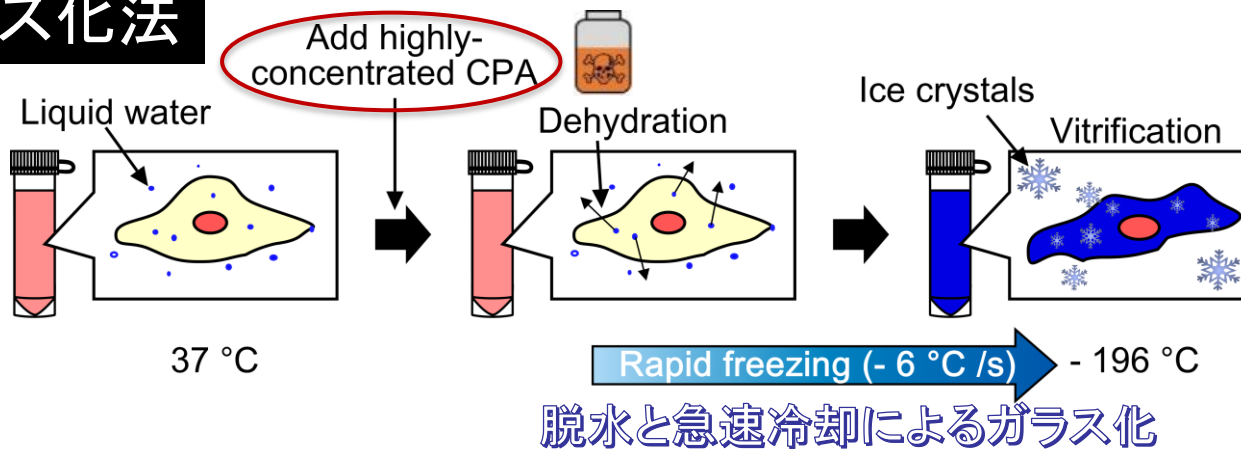 ス化法
Add highly-
concentrated CPA
Liquid water
Dehydration
Ice crystals
Vitrification
37 °C
Rapid freezing (- 6 °C /s)
- 196 °C
脱水と急速冷却によるガラス化